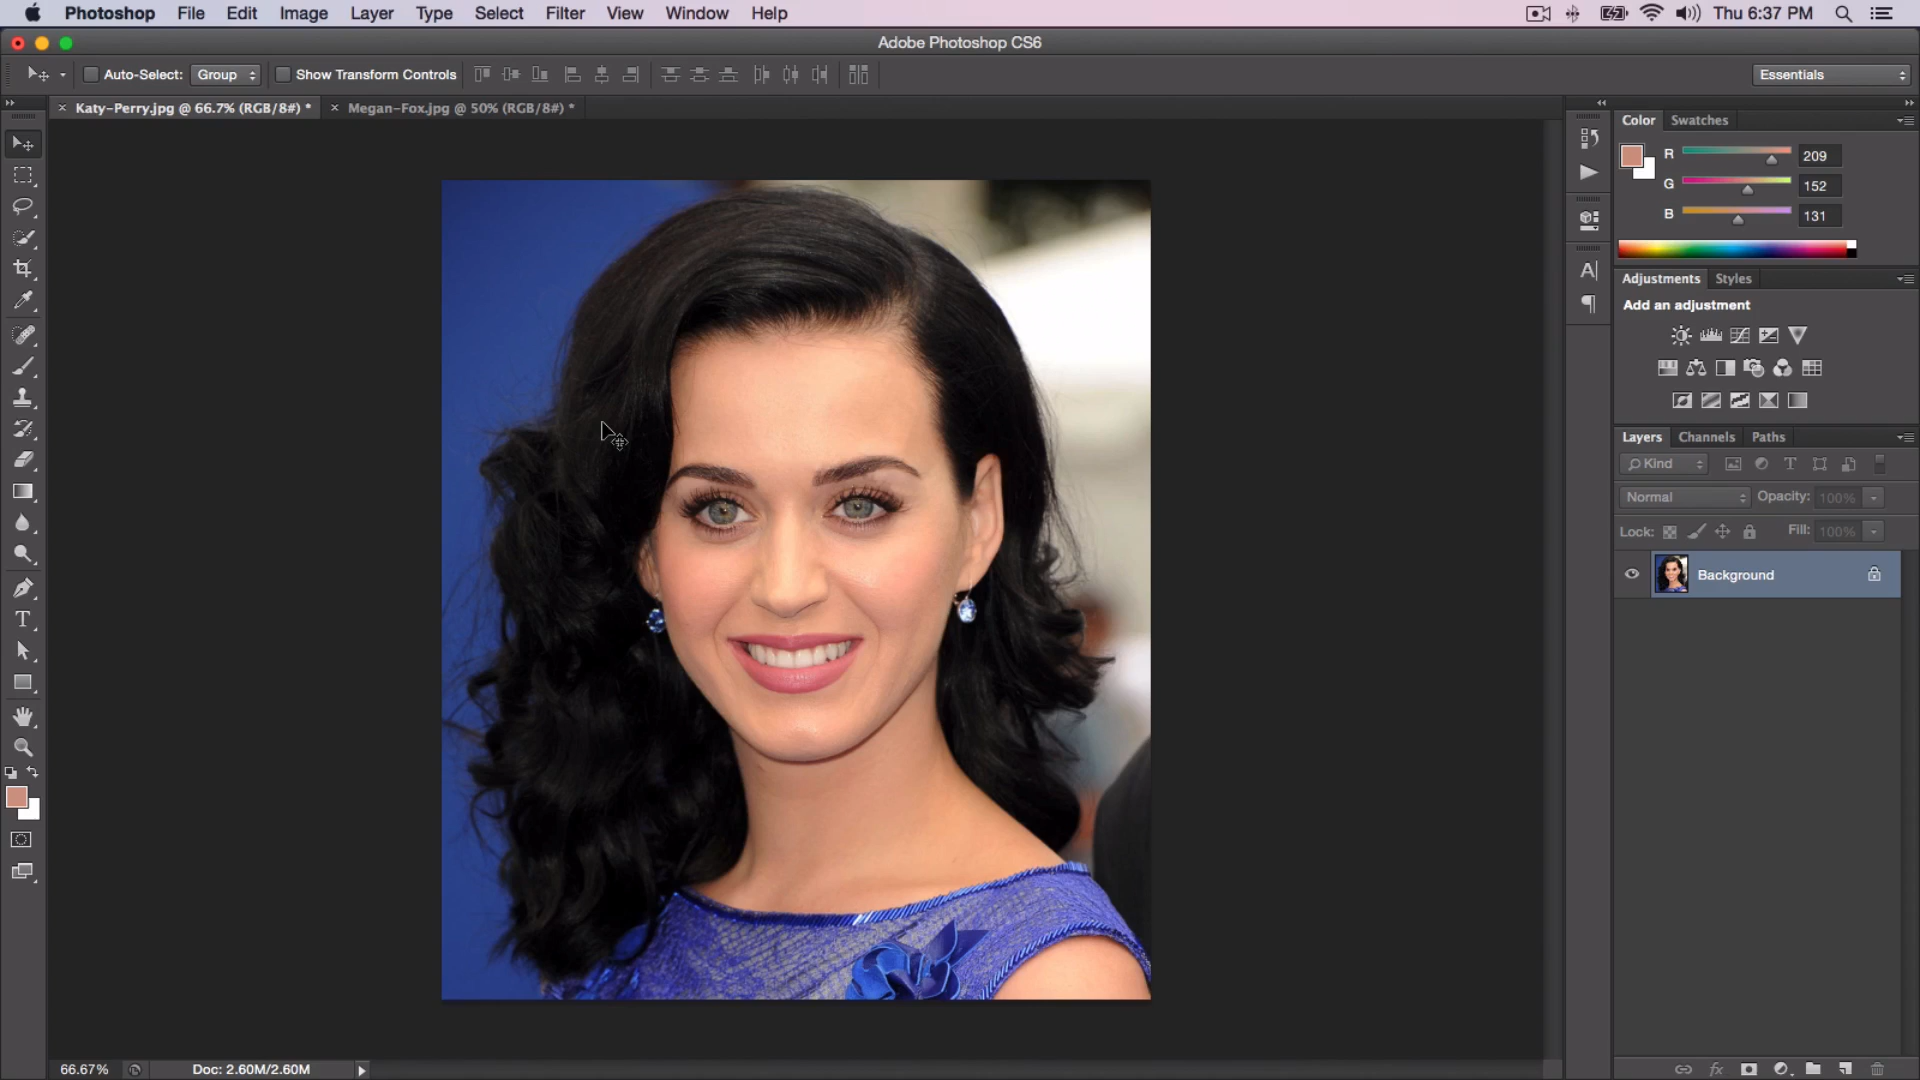 Photoshop File Edit Image Layer Type Select Filter View Window Help Thu 6:37 PM
Adobe Photoshop CS6
Auto-Select: Group Show Transform Controls Essentials
Katy-Perry.jpg @ 66.7% (RGB/8#) * Megan-Fox.jpg @ 50% (RGB/8#) *
Color Swatches
R 209
G 152
B 131
Adjustments Styles
Add an adjustment
Layers Channels Paths
Kind
Normal Opacity: 100%
Lock: Fill: 100%
Background
66.67% Doc: 2.60M/2.60M